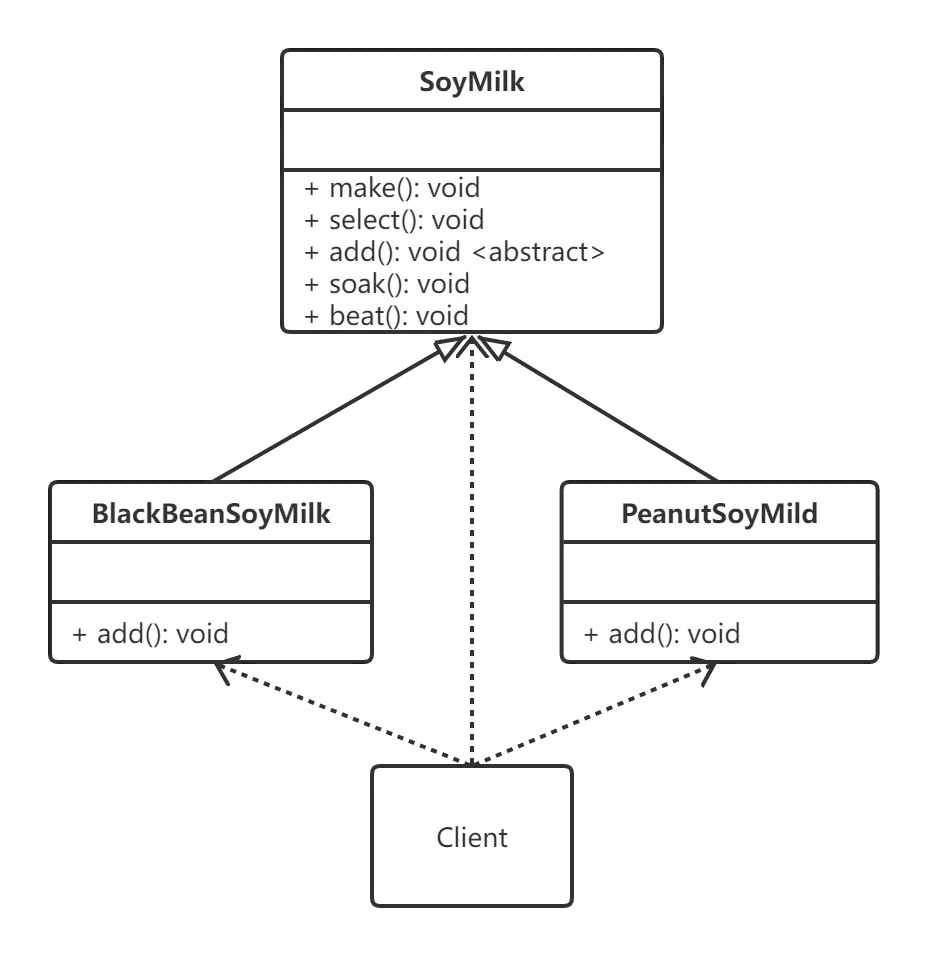 SoyMilk
+ make(): void
+ select(): void
+ add(): void <abstract>
+ soak(): void
+ beat(): void
BlackBeanSoyMilk
+ add(): void
PeanutSoyMild
+ add(): void
Client